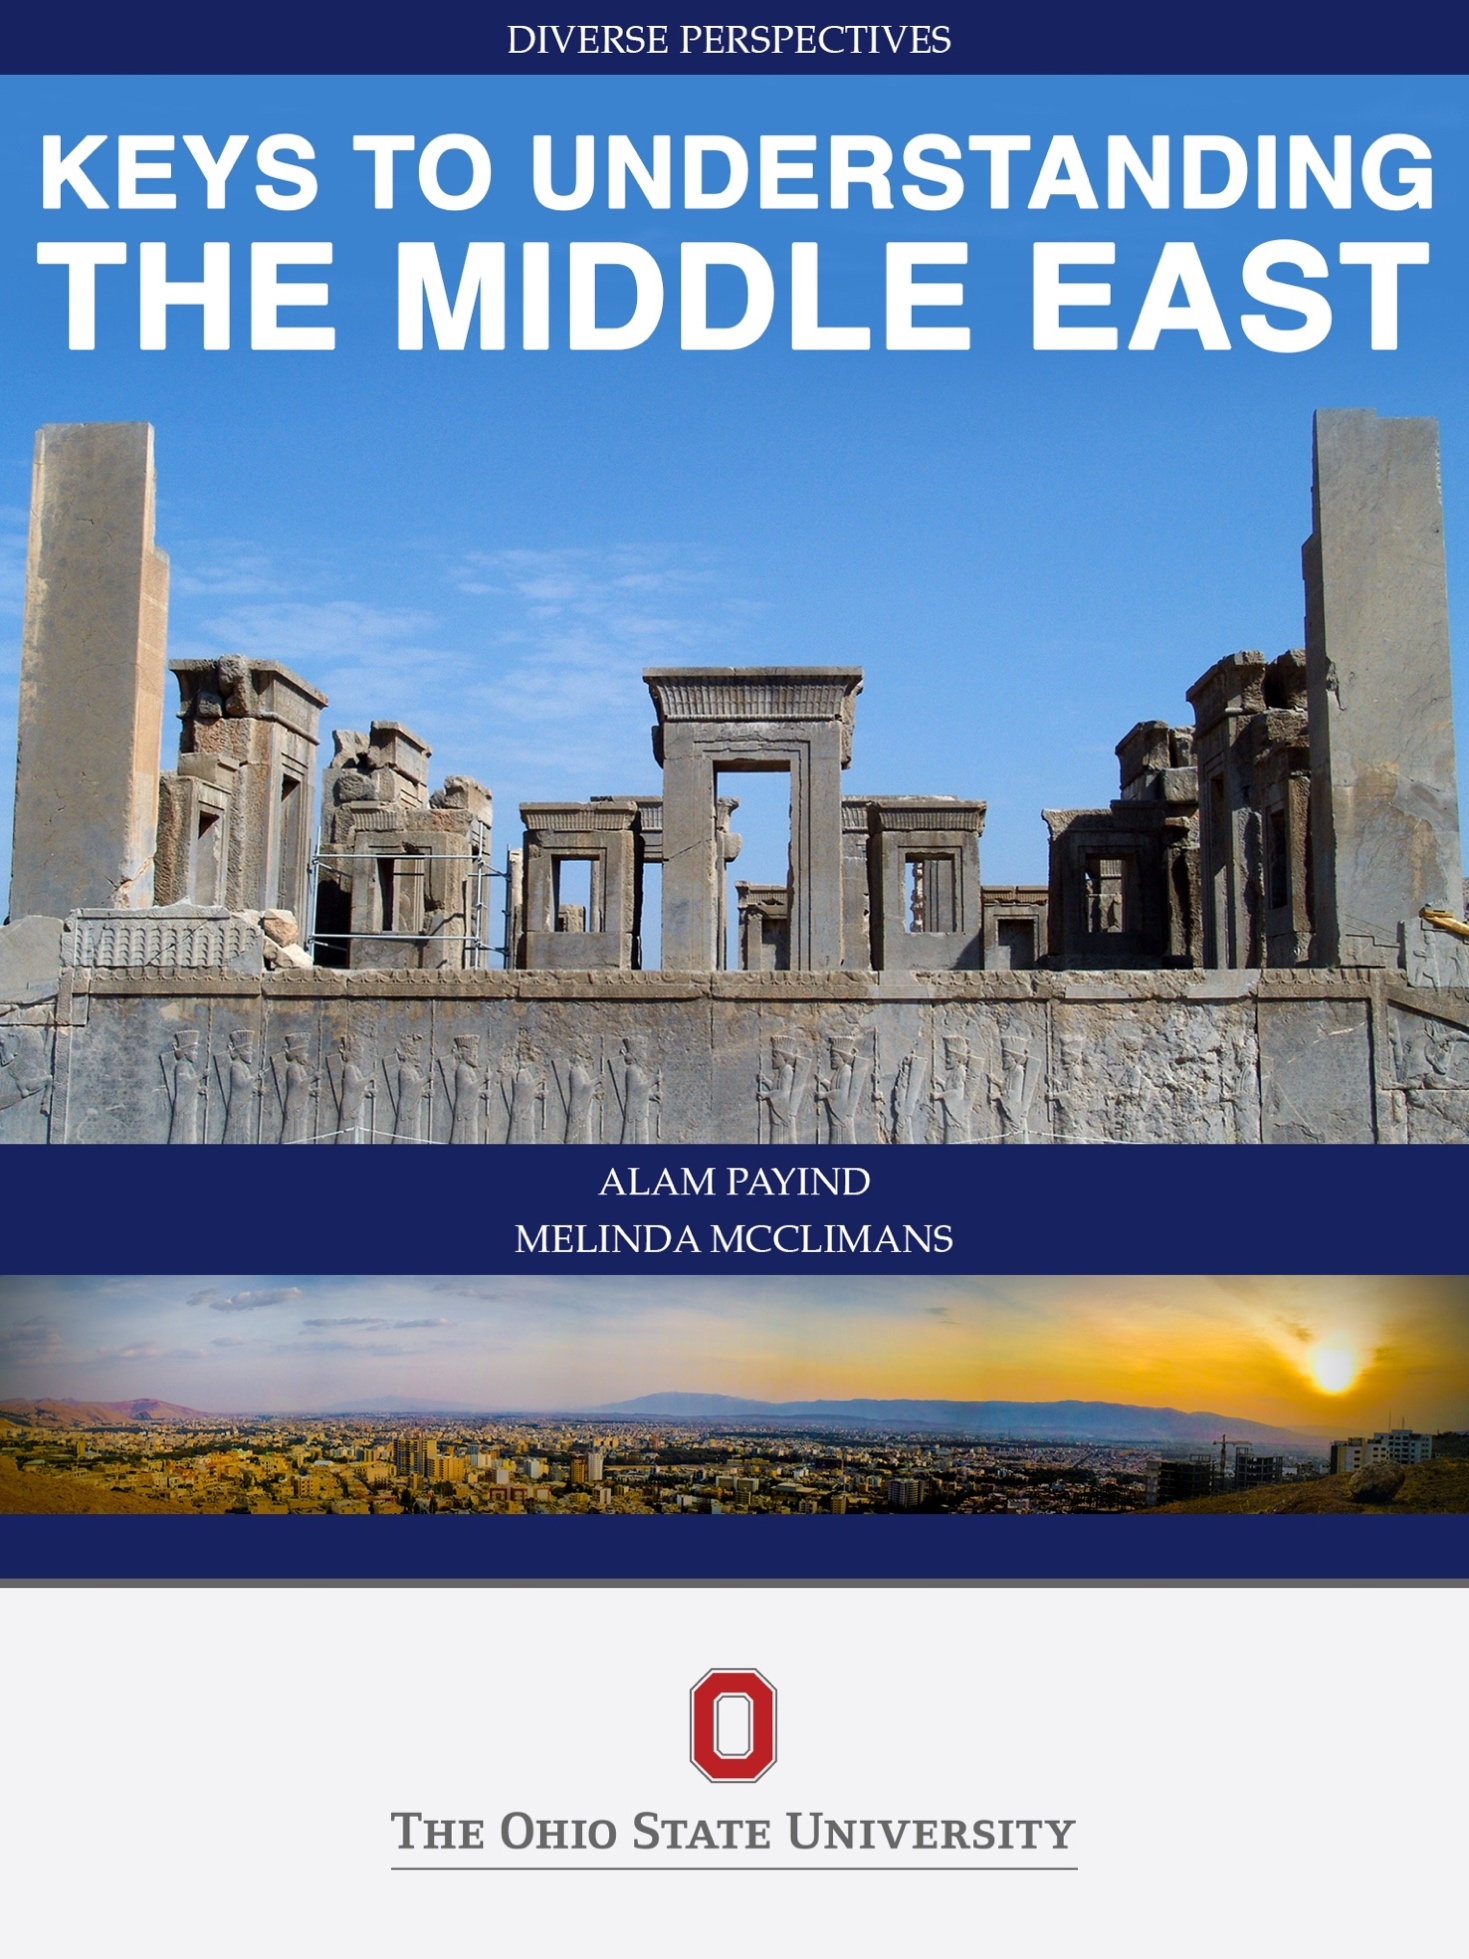 DIVERSE PERSPECTIVES
KEYS TO UNDERSTANDING
THE MIDDLE EAST
ALAM PAYIND
MELINDA MCCLIMANS
O
THE OHIO STATE UNIVERSITY